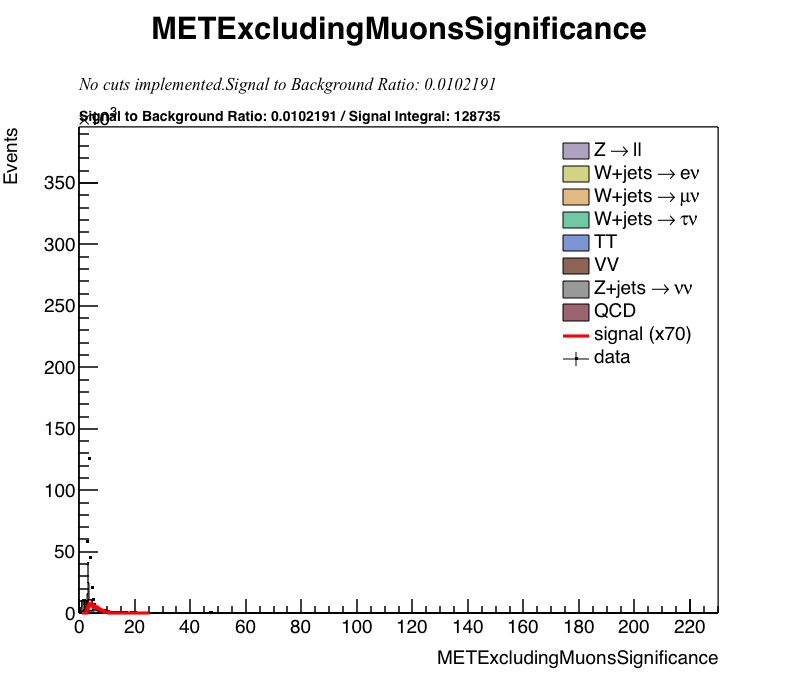 METExcludingMuonsSignificance
No cuts implemented.Signal to Background Ratio: 0.0102191
Signal to Background Ratio: 0.0102191 / Signal Integral: 128735
×10³
Events
Z → ll
W+jets → eν
W+jets → μν
W+jets → τν
TT
VV
Z+jets → νν
QCD
signal (x70)
data
350
300
250
200
150
100
50
0
0 20 40 60 80 100 120 140 160 180 200 220
METExcludingMuonsSignificance